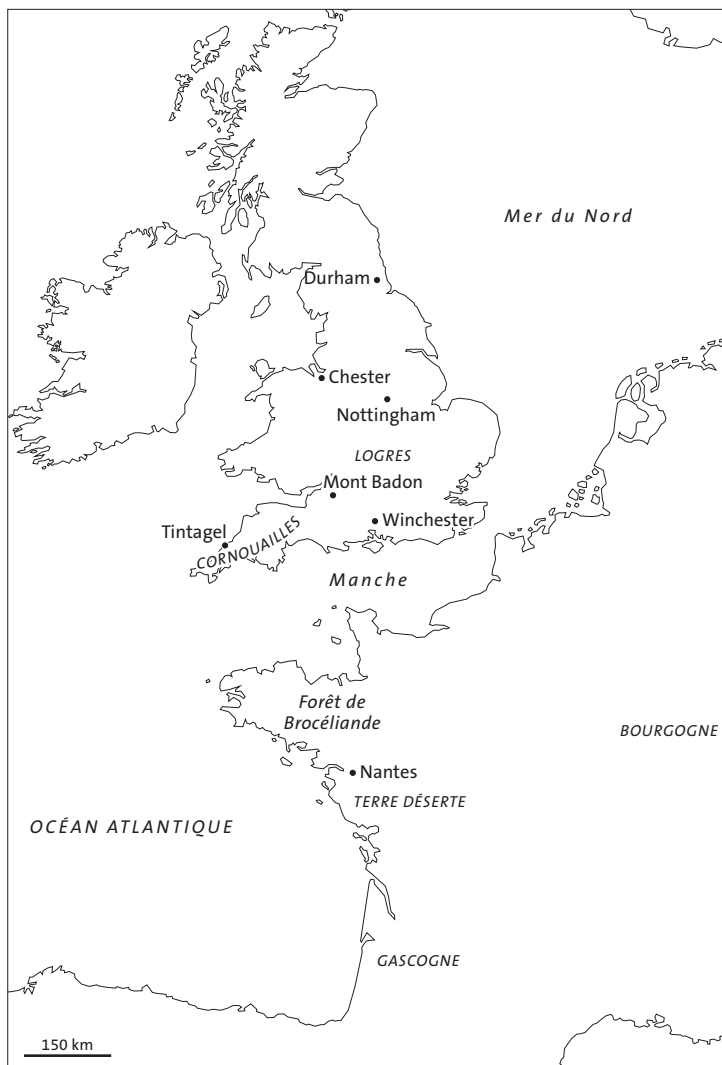 Mer du Nord
Durham
Chester
Nottingham
LOGRES
Mont Badon
Winchester
Tintagel
CORNOUAILLES
Manche
Forêt de
Brocéliande
BOURGOGNE
Nantes
TERRE DÉSERTE
OCÉAN ATLANTIQUE
GASCOGNE
150 km